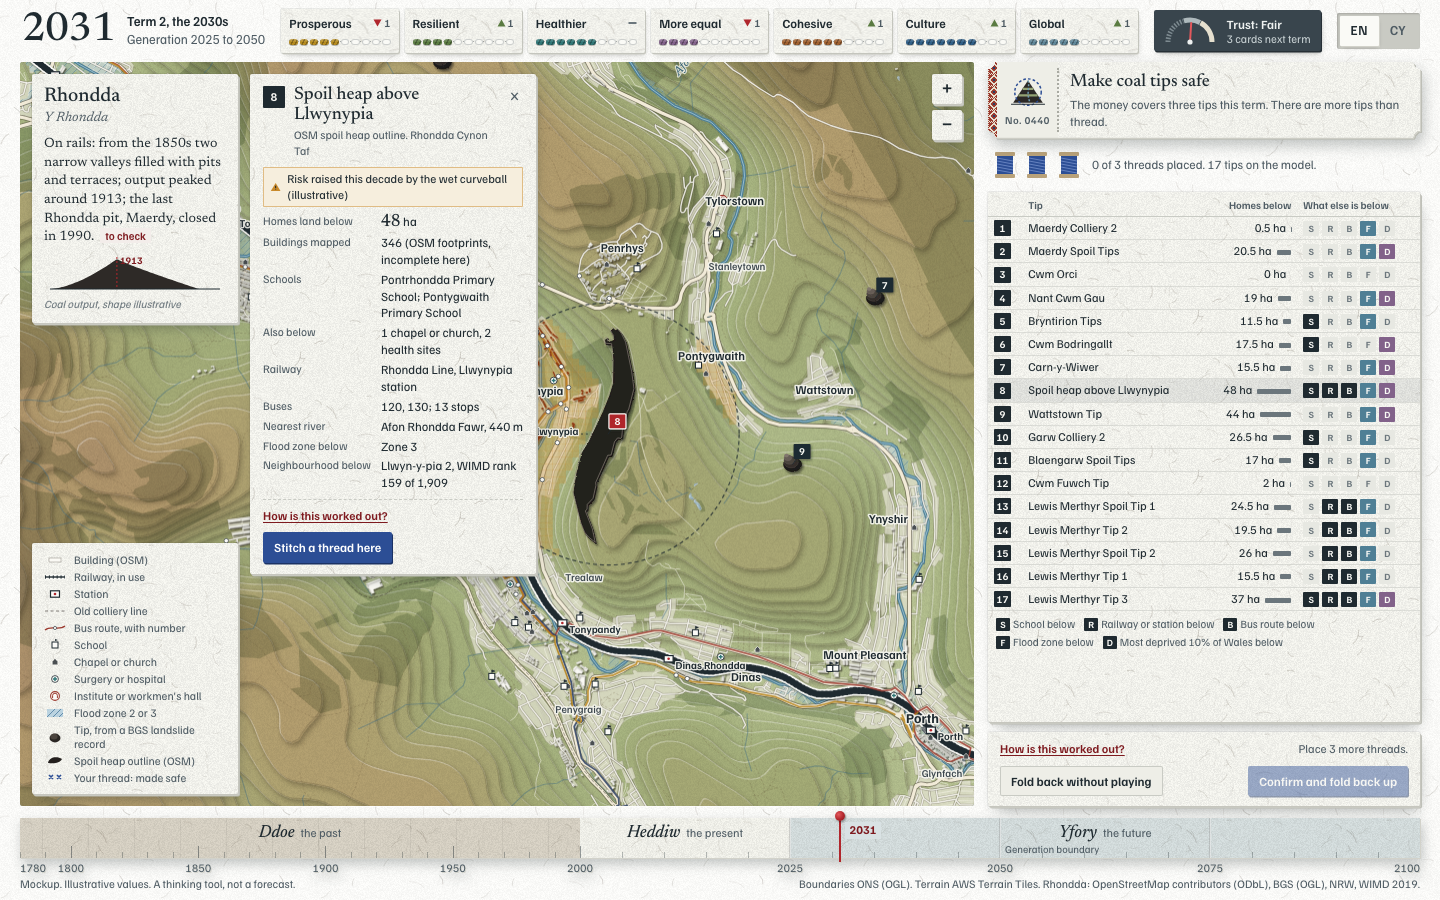 2031
Term 2, the 2030s
Generation 2025 to 2050
Prosperous 1
Resilient 1
Healthier
More equal 1
Cohesive 1
Culture 1
Global 1
Trust: Fair
3 cards next term
EN CY
Rhondda
Y Rhondda
On rails: from the 1850s two
narrow valleys filled with pits
and terraces; output peaked
around 1913; the last
Rhondda pit, Maerdy, closed
in 1990. to check
1913
Coal output, shape illustrative
8 Spoil heap above
Llwynypia
×
OSM spoil heap outline. Rhondda Cynon
Taf
Risk raised this decade by the wet curveball
(illustrative)
Homes land below 48 ha
Buildings mapped 346 (OSM footprints,
incomplete here)
Schools Pontrhondda Primary
School; Pontygwaith
Primary School
Also below 1 chapel or church, 2
health sites
Railway Rhondda Line, Llwynypia
station
Buses 120, 130; 13 stops
Nearest river Afon Rhondda Fawr, 440 m
Flood zone below Zone 3
Neighbourhood below Llwyn-y-pia 2, WIMD rank
159 of 1,909
How is this worked out?
Stitch a thread here
+
−
Tylorstown
Penrhys
Stanleytown
7
Pontygwaith
Wattstown
8
9
Ynyshir
Trealaw
Tonypandy
Dinas Rhondda
Dinas
Mount Pleasant
Penygraig
Porth
Porth
Glynfach
Building (OSM)
Railway, in use
Station
Old colliery line
Bus route, with number
School
Chapel or church
Surgery or hospital
Institute or workmen's hall
Flood zone 2 or 3
Tip, from a BGS landslide
record
Spoil heap outline (OSM)
Your thread: made safe
No. 0440
Make coal tips safe
The money covers three tips this term. There are more tips than
thread.
0 of 3 threads placed. 17 tips on the model.
Tip Homes below What else is below
1 Maerdy Colliery 2 0.5 ha S R B F D
2 Maerdy Spoil Tips 20.5 ha S R B F D
3 Cwm Orci 0 ha S R B F D
4 Nant Cwm Gau 19 ha S R B F D
5 Bryntirion Tips 11.5 ha S R B F D
6 Cwm Bodringallt 17.5 ha S R B F D
7 Carn-y-Wiwer 15.5 ha S R B F D
8 Spoil heap above Llwynypia 48 ha S R B F D
9 Wattstown Tip 44 ha S R B F D
10 Garw Colliery 2 26.5 ha S R B F D
11 Blaengarw Spoil Tips 17 ha S R B F D
12 Cwm Fuwch Tip 2 ha S R B F D
13 Lewis Merthyr Spoil Tip 1 24.5 ha S R B F D
14 Lewis Merthyr Tip 2 19.5 ha S R B F D
15 Lewis Merthyr Spoil Tip 2 26 ha S R B F D
16 Lewis Merthyr Tip 1 15.5 ha S R B F D
17 Lewis Merthyr Tip 3 37 ha S R B F D
S School below R Railway or station below B Bus route below
F Flood zone below D Most deprived 10% of Wales below
How is this worked out? Place 3 more threads.
Fold back without playing Confirm and fold back up
Ddoe the past
Heddiw the present
2031
Yfory the future
Generation boundary
1780 1800 1850 1900 1950 2000 2025 2050 2075 2100
Mockup. Illustrative values. A thinking tool, not a forecast.
Boundaries ONS (OGL). Terrain AWS Terrain Tiles. Rhondda: OpenStreetMap contributors (ODbL), BGS (OGL), NRW, WIMD 2019.